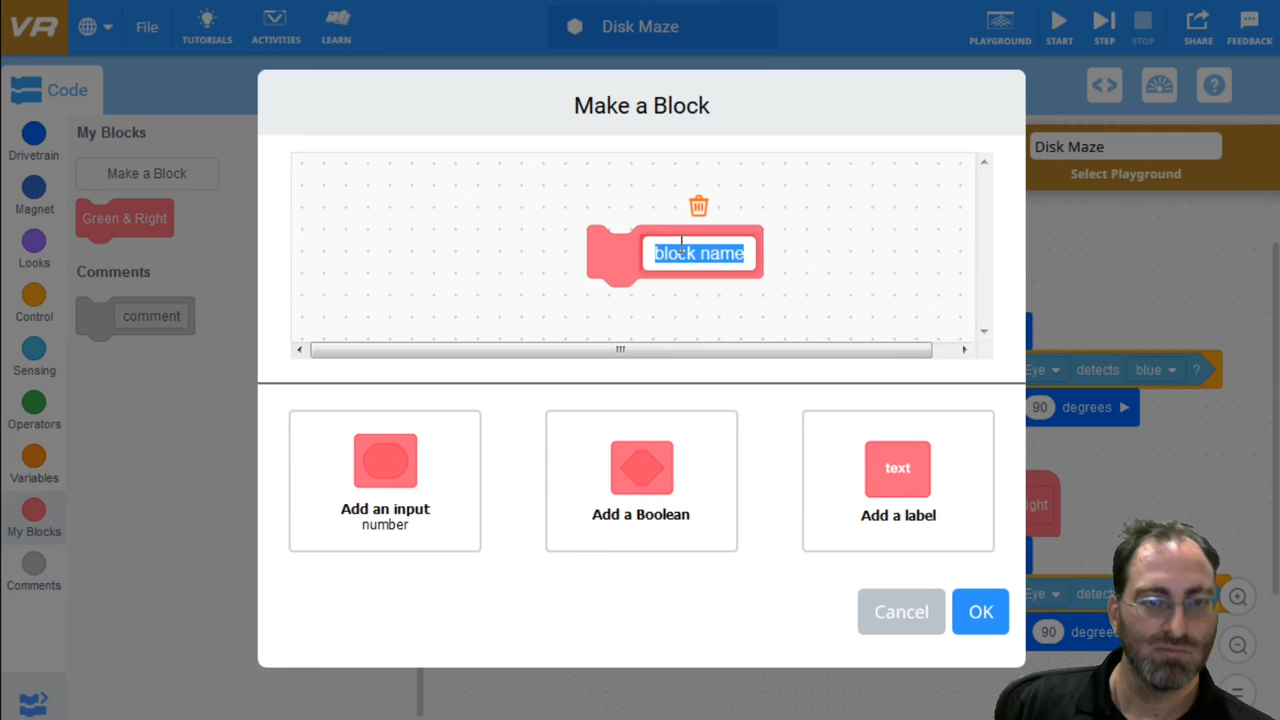 VR
File
TUTORIALS
ACTIVITIES
LEARN
Disk Maze
PLAYGROUND
START
STEP
STOP
SHARE
FEEDBACK
Code
Make a Block
My Blocks
Make a Block
Green & Right
Comments
comment
Drivetrain
Magnet
Looks
Control
Sensing
Operators
Variables
My Blocks
Comments
block name
Add an input
number
Add a Boolean
text
Add a label
Cancel
OK
Disk Maze
Select Playground
Eye detects blue ?
90 degrees
ight
Eye detec
90 degree